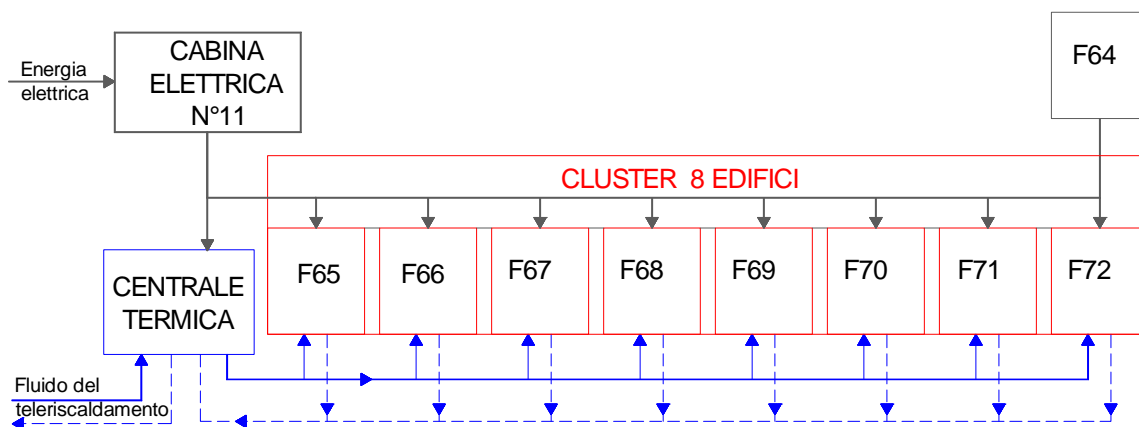 CABINA
ELETTRICA
N°11
Energia
elettrica
F64
CLUSTER 8 EDIFICI
F65
F66
F67
F68
F69
F70
F71
F72
CENTRALE
TERMICA
Fluido del
teleriscaldamento